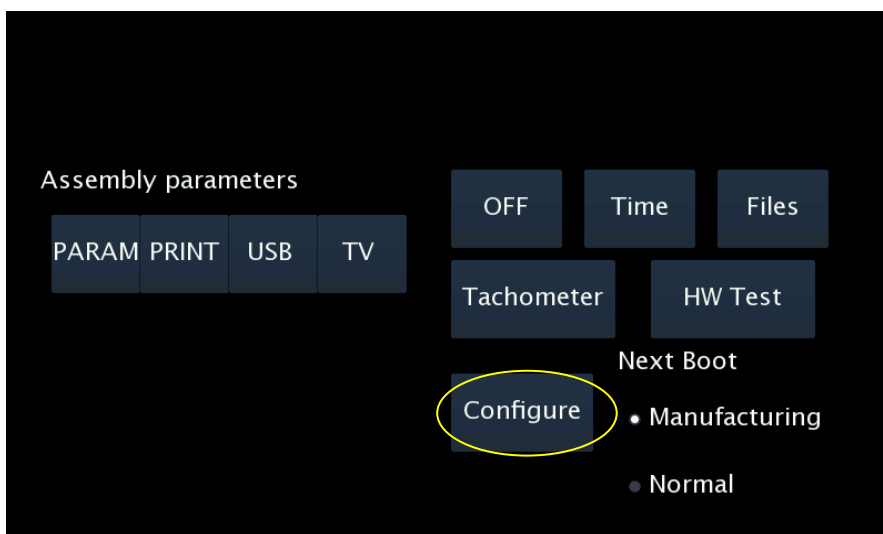 Assembly parameters
PARAM PRINT USB TV
OFF Time Files
Tachometer HW Test
Next Boot
Configure
Manufacturing
Normal